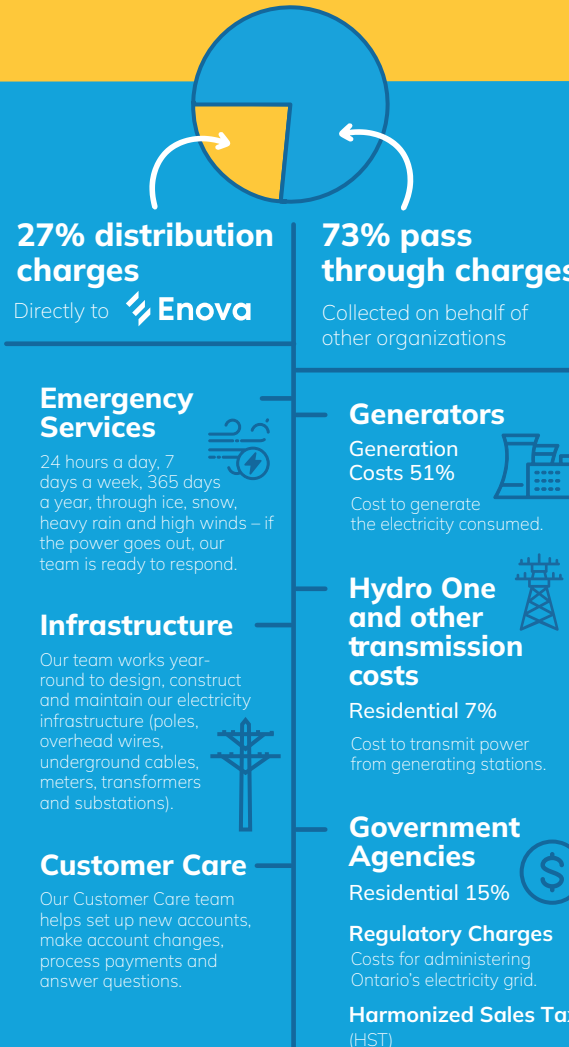 27% distribution
charges
Directly to Enova
73% pass
through charges
Collected on behalf of
other organizations
Emergency
Services
24 hours a day, 7
days a week, 365 days
a year, through ice, snow,
heavy rain and high winds – if
the power goes out, our
team is ready to respond.
Infrastructure
Our team works year-
round to design, construct
and maintain our electricity
infrastructure (poles,
overhead wires,
underground cables,
meters, transformers
and substations).
Customer Care
Our Customer Care team
helps set up new accounts,
make account changes,
process payments and
answer questions.
Generators
Generation
Costs 51%
Cost to generate
the electricity consumed.
Hydro One
and other
transmission
costs
Residential 7%
Cost to transmit power
from generating stations.
Government
Agencies
Residential 15%
Regulatory Charges
Costs for administering
Ontario's electricity grid.
Harmonized Sales Tax
(HST)